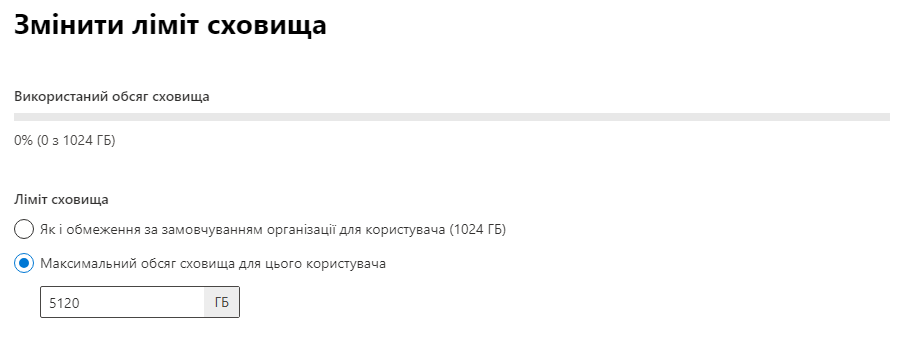 Змінити ліміт сховища
Використаний обсяг сховища
0% (0 з 1024 ГБ)
Ліміт сховища
Як і обмеження за замовчуванням організації для користувача (1024 ГБ)
Максимальний обсяг сховища для цього користувача
5120 ГБ